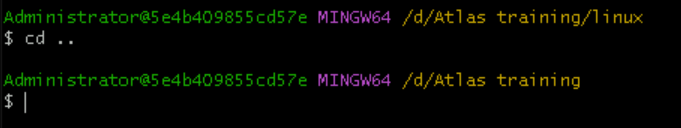 Administrator@5e4b409855cd57e MINGW64 /d/Atlas training/linux
$ cd ..
Administrator@5e4b409855cd57e MINGW64 /d/Atlas training
$